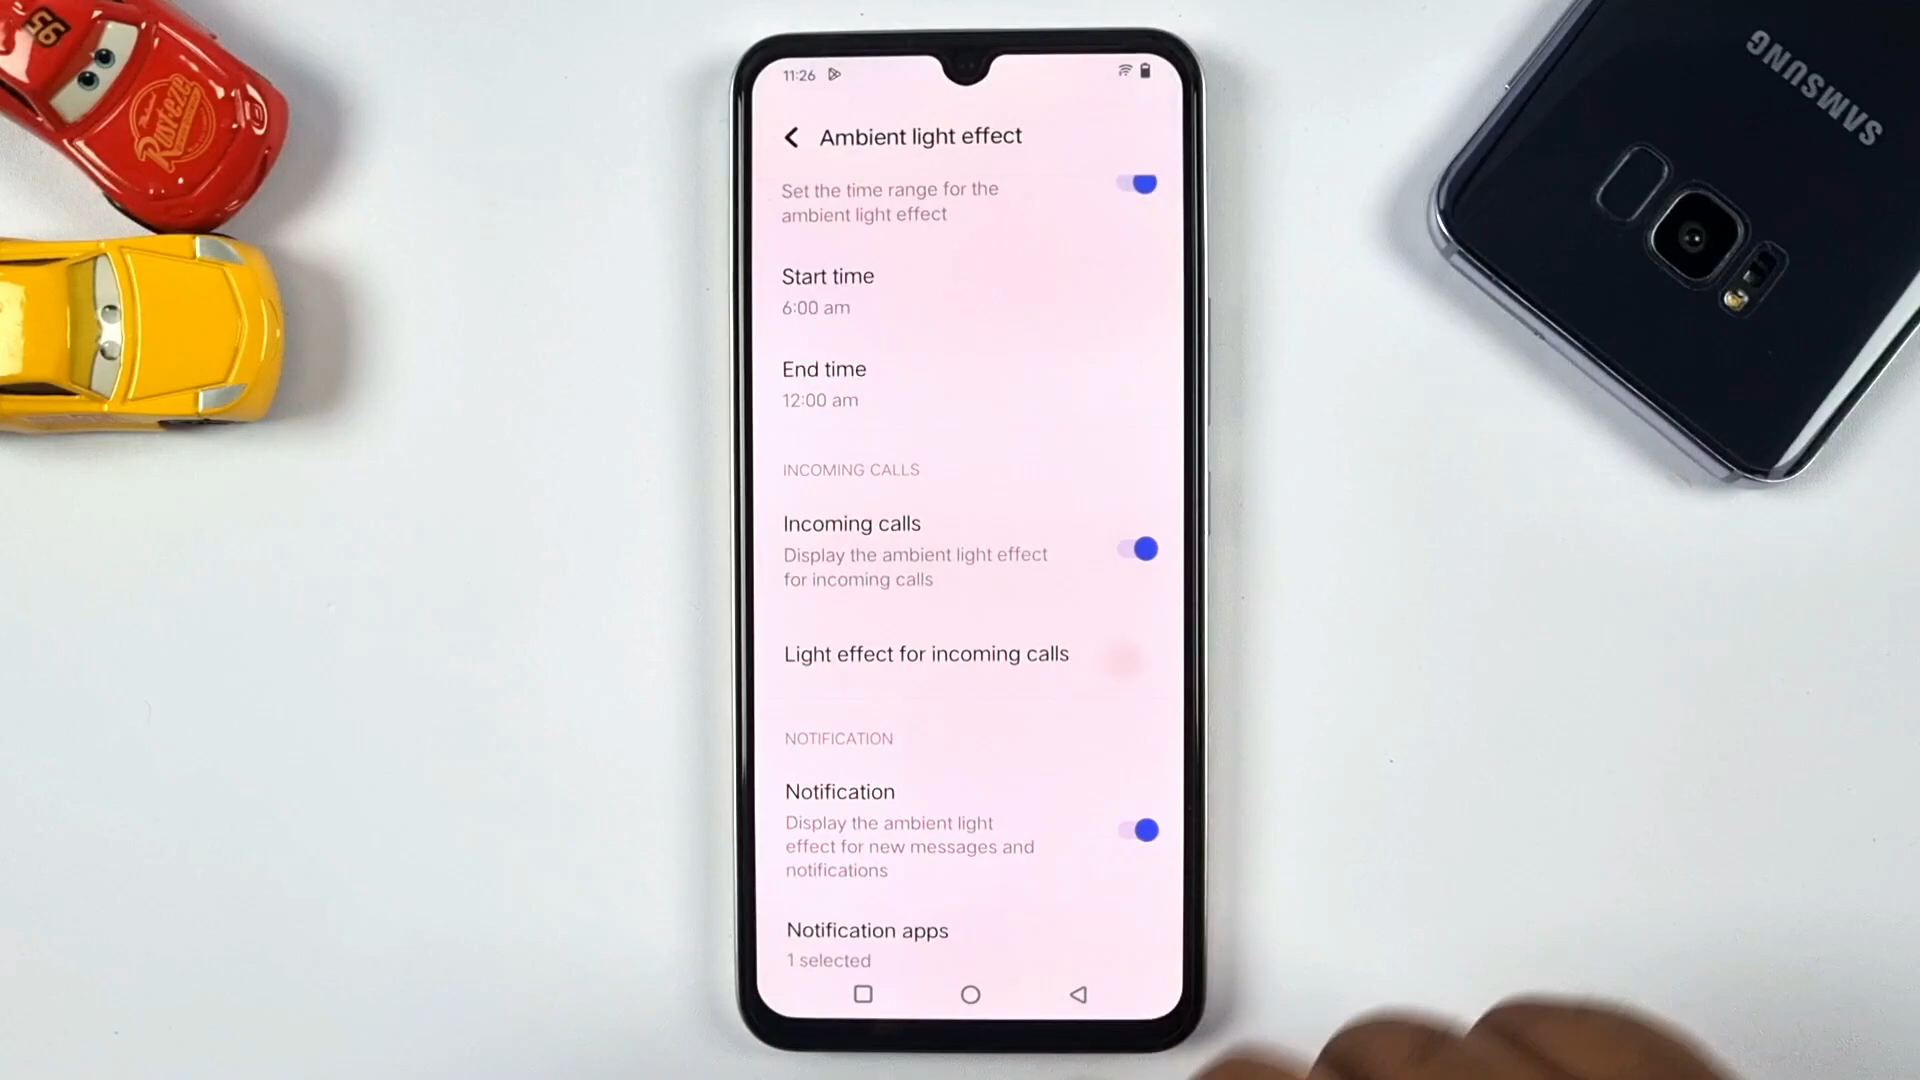 95
Rust-eze
SAMSUNG
11:26
Ambient light effect
Set the time range for the
ambient light effect
Start time
6:00 am
End time
12:00 am
INCOMING CALLS
Incoming calls
Display the ambient light effect
for incoming calls
Light effect for incoming calls
NOTIFICATION
Notification
Display the ambient light
effect for new messages and
notifications
Notification apps
1 selected